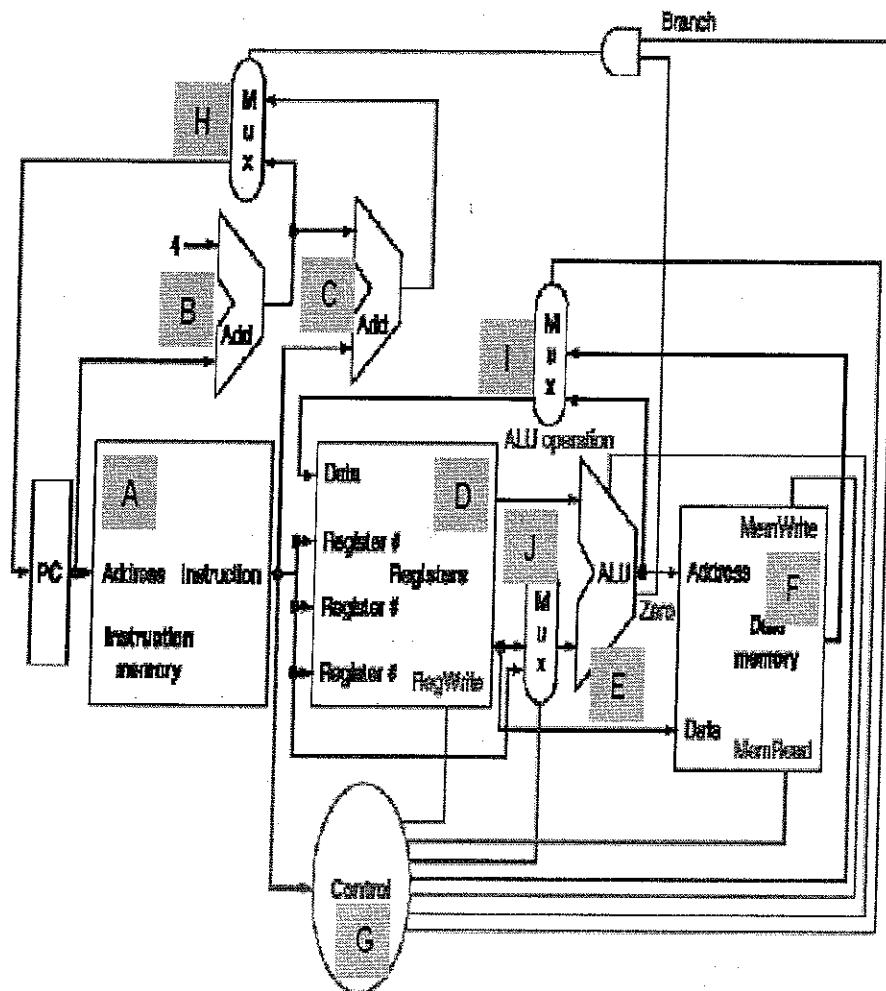 Branch
H
M
u
x
4
B
Add
C
Add
I
M
u
x
ALU operation
A
Data
D
J
MemWrite
Register #
PC
Address
Instruction
Registers
ALU
Address
F
M
u
x
Zero
Register #
Data
memory
Instruction
memory
Register #
RegWrite
E
Data
MemRead
Control
G